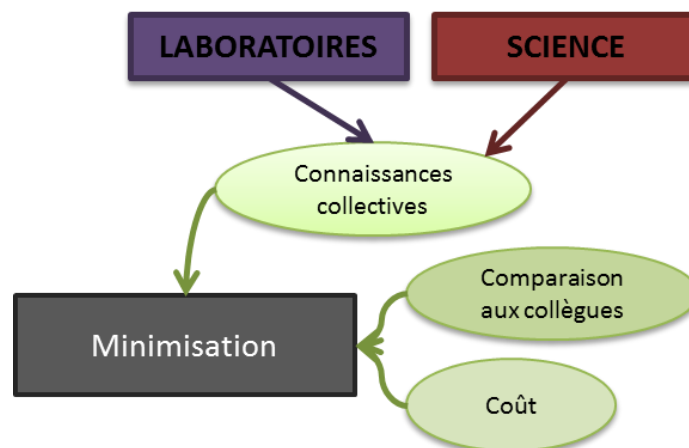 LABORATOIRES
SCIENCE
Connaissances
collectives
Comparaison
aux collègues
Minimisation
Coût